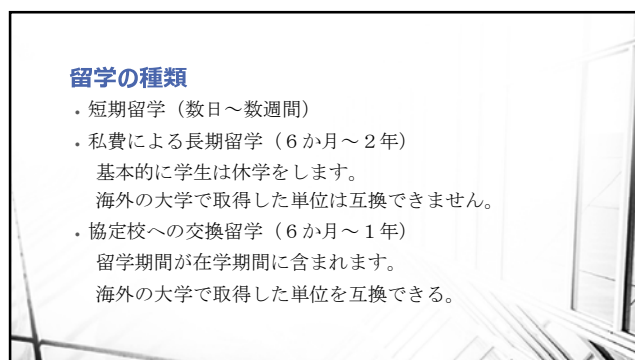 留学の種類
・短期留学（数日～数週間）
・私費による長期留学（６か月～２年）
基本的に学生は休学をします。
海外の大学で取得した単位は互換できません。
・協定校への交換留学（６か月～１年）
留学期間が在学期間に含まれます。
海外の大学で取得した単位を互換できる。